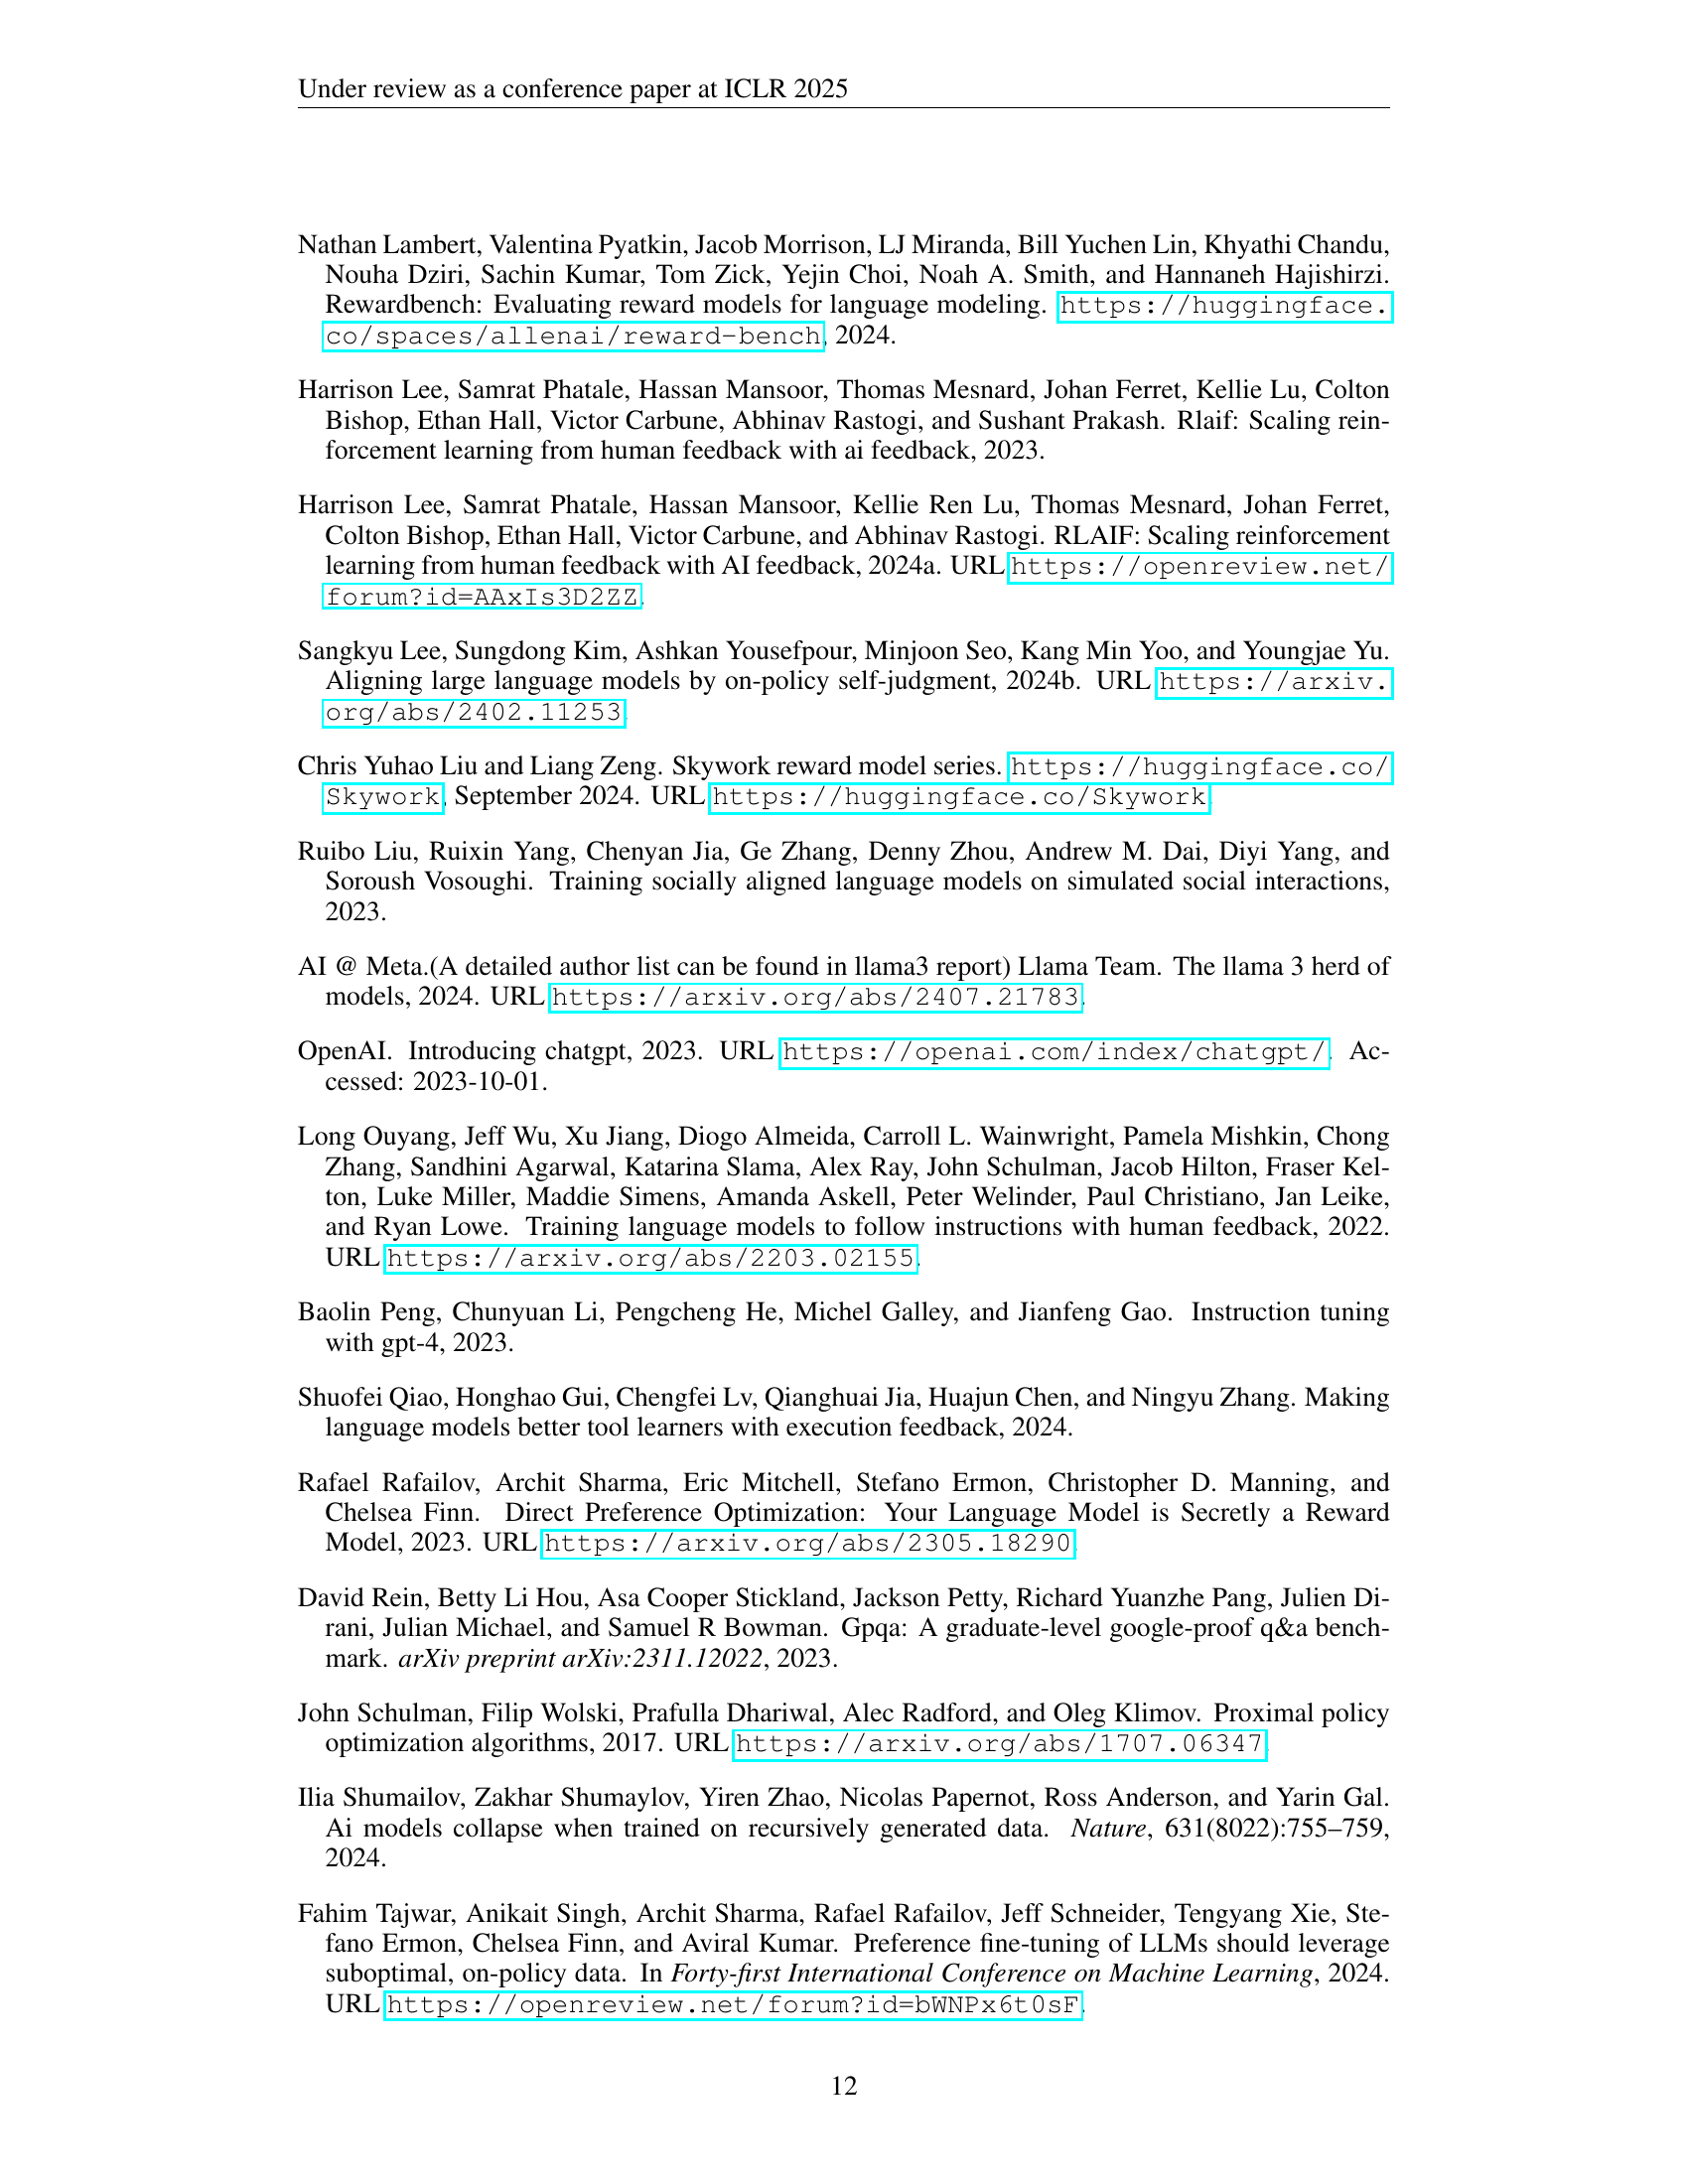 Under review as a conference paper at ICLR 2025
Nathan Lambert, Valentina Pyatkin, Jacob Morrison, LJ Miranda, Bill Yuchen Lin, Khyathi Chandu,
Nouha Dziri, Sachin Kumar, Tom Zick, Yejin Choi, Noah A. Smith, and Hannaneh Hajishirzi.
Rewardbench: Evaluating reward models for language modeling. https://huggingface.
co/spaces/allenai/reward-bench, 2024.
Harrison Lee, Samrat Phatale, Hassan Mansoor, Thomas Mesnard, Johan Ferret, Kellie Lu, Colton
Bishop, Ethan Hall, Victor Carbune, Abhinav Rastogi, and Sushant Prakash. Rlaif: Scaling rein-
forcement learning from human feedback with ai feedback, 2023.
Harrison Lee, Samrat Phatale, Hassan Mansoor, Kellie Ren Lu, Thomas Mesnard, Johan Ferret,
Colton Bishop, Ethan Hall, Victor Carbune, and Abhinav Rastogi. RLAIF: Scaling reinforcement
learning from human feedback with AI feedback, 2024a. URL https://openreview.net/
forum?id=AAxIs3D2ZZ.
Sangkyu Lee, Sungdong Kim, Ashkan Yousefpour, Minjoon Seo, Kang Min Yoo, and Youngjae Yu.
Aligning large language models by on-policy self-judgment, 2024b. URL https://arxiv.
org/abs/2402.11253.
Chris Yuhao Liu and Liang Zeng. Skywork reward model series. https://huggingface.co/
Skywork, September 2024. URL https://huggingface.co/Skywork.
Ruibo Liu, Ruixin Yang, Chenyan Jia, Ge Zhang, Denny Zhou, Andrew M. Dai, Diyi Yang, and
Soroush Vosoughi. Training socially aligned language models on simulated social interactions,
2023.
AI @ Meta.(A detailed author list can be found in llama3 report) Llama Team. The llama 3 herd of
models, 2024. URL https://arxiv.org/abs/2407.21783.
OpenAI. Introducing chatgpt, 2023. URL https://openai.com/index/chatgpt/. Ac-
cessed: 2023-10-01.
Long Ouyang, Jeff Wu, Xu Jiang, Diogo Almeida, Carroll L. Wainwright, Pamela Mishkin, Chong
Zhang, Sandhini Agarwal, Katarina Slama, Alex Ray, John Schulman, Jacob Hilton, Fraser Kel-
ton, Luke Miller, Maddie Simens, Amanda Askell, Peter Welinder, Paul Christiano, Jan Leike,
and Ryan Lowe. Training language models to follow instructions with human feedback, 2022.
URL https://arxiv.org/abs/2203.02155.
Baolin Peng, Chunyuan Li, Pengcheng He, Michel Galley, and Jianfeng Gao. Instruction tuning
with gpt-4, 2023.
Shuofei Qiao, Honghao Gui, Chengfei Lv, Qianghuai Jia, Huajun Chen, and Ningyu Zhang. Making
language models better tool learners with execution feedback, 2024.
Rafael Rafailov, Archit Sharma, Eric Mitchell, Stefano Ermon, Christopher D. Manning, and
Chelsea Finn. Direct Preference Optimization: Your Language Model is Secretly a Reward
Model, 2023. URL https://arxiv.org/abs/2305.18290.
David Rein, Betty Li Hou, Asa Cooper Stickland, Jackson Petty, Richard Yuanzhe Pang, Julien Di-
rani, Julian Michael, and Samuel R Bowman. Gpqa: A graduate-level google-proof q&a bench-
mark. arXiv preprint arXiv:2311.12022, 2023.
John Schulman, Filip Wolski, Prafulla Dhariwal, Alec Radford, and Oleg Klimov. Proximal policy
optimization algorithms, 2017. URL https://arxiv.org/abs/1707.06347.
Ilia Shumailov, Zakhar Shumaylov, Yiren Zhao, Nicolas Papernot, Ross Anderson, and Yarin Gal.
Ai models collapse when trained on recursively generated data. Nature, 631(8022):755–759,
2024.
Fahim Tajwar, Anikait Singh, Archit Sharma, Rafael Rafailov, Jeff Schneider, Tengyang Xie, Ste-
fano Ermon, Chelsea Finn, and Aviral Kumar. Preference fine-tuning of LLMs should leverage
suboptimal, on-policy data. In Forty-first International Conference on Machine Learning, 2024.
URL https://openreview.net/forum?id=bWNPx6t0sF.
12